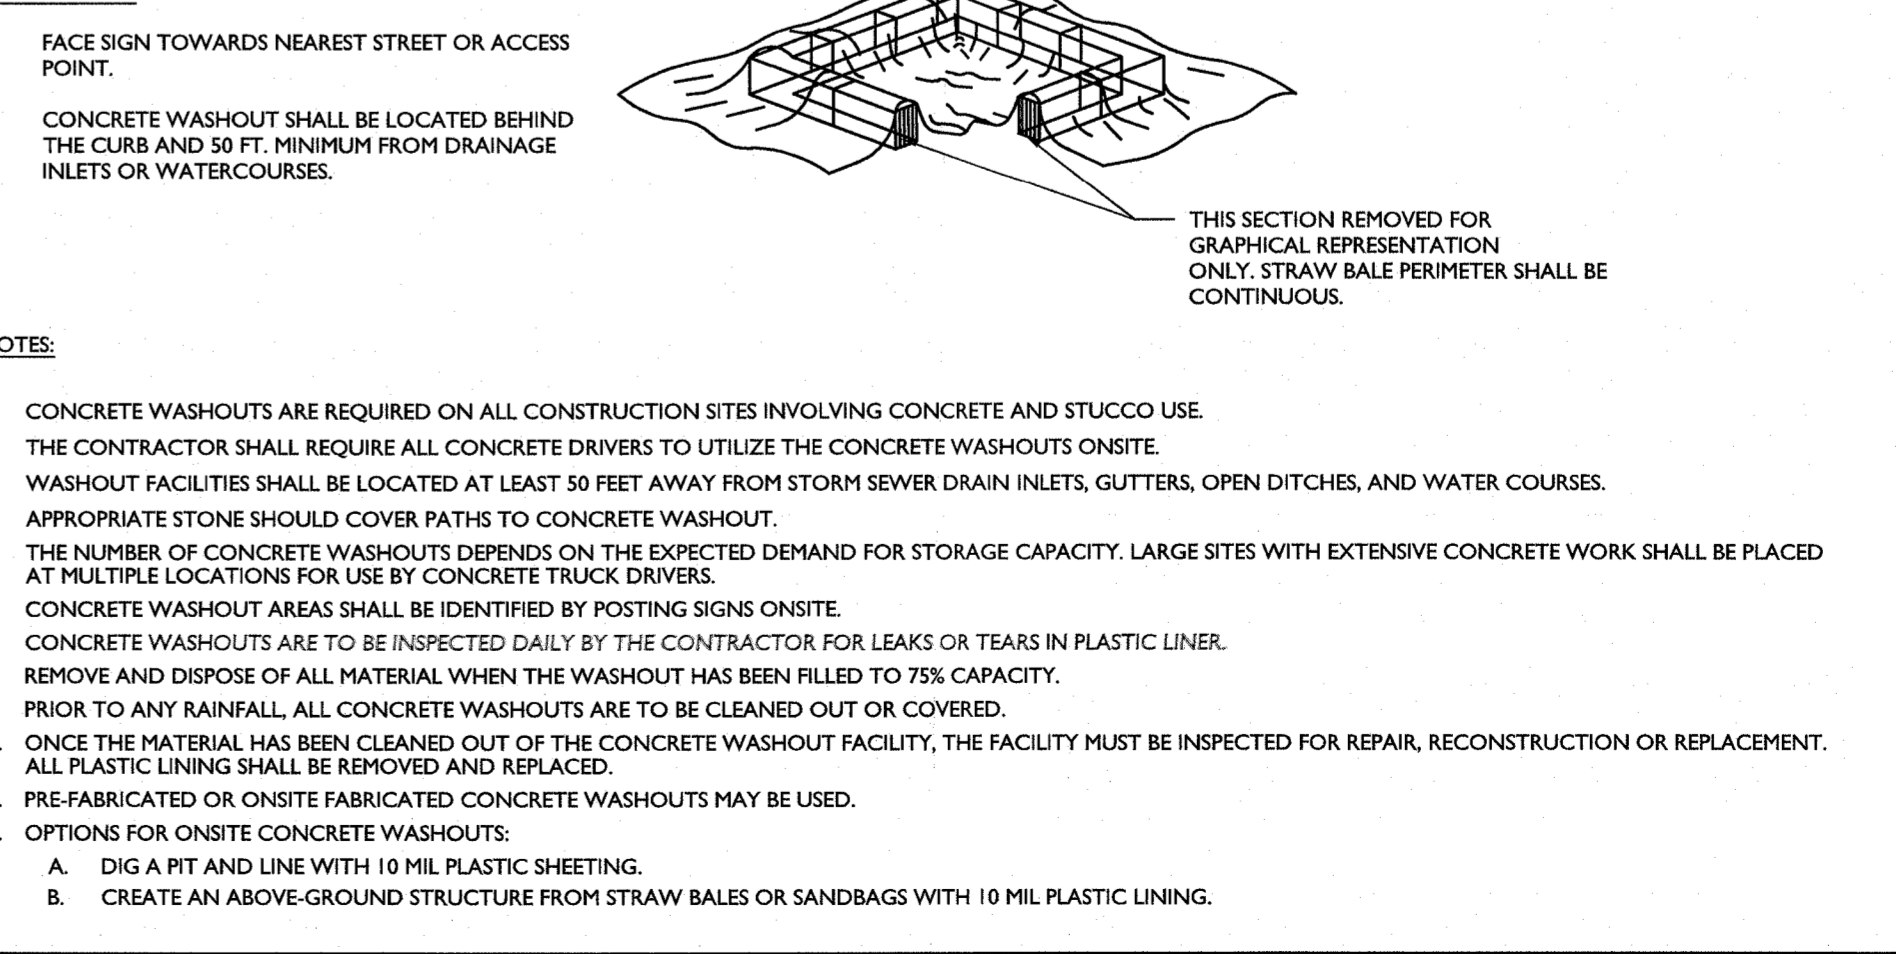 FACE SIGN TOWARDS NEAREST STREET OR ACCESS
POINT.
CONCRETE WASHOUT SHALL BE LOCATED BEHIND
THE CURB AND 50 FT. MINIMUM FROM DRAINAGE
INLETS OR WATERCOURSES.
THIS SECTION REMOVED FOR
GRAPHICAL REPRESENTATION
ONLY. STRAW BALE PERIMETER SHALL BE
CONTINUOUS.
OTES:
CONCRETE WASHOUTS ARE REQUIRED ON ALL CONSTRUCTION SITES INVOLVING CONCRETE AND STUCCO USE.
THE CONTRACTOR SHALL REQUIRE ALL CONCRETE DRIVERS TO UTILIZE THE CONCRETE WASHOUTS ONSITE.
WASHOUT FACILITIES SHALL BE LOCATED AT LEAST 50 FEET AWAY FROM STORM SEWER DRAIN INLETS, GUTTERS, OPEN DITCHES, AND WATER COURSES.
APPROPRIATE STONE SHOULD COVER PATHS TO CONCRETE WASHOUT.
THE NUMBER OF CONCRETE WASHOUTS DEPENDS ON THE EXPECTED DEMAND FOR STORAGE CAPACITY. LARGE SITES WITH EXTENSIVE CONCRETE WORK SHALL BE PLACED
AT MULTIPLE LOCATIONS FOR USE BY CONCRETE TRUCK DRIVERS.
CONCRETE WASHOUT AREAS SHALL BE IDENTIFIED BY POSTING SIGNS ONSITE.
CONCRETE WASHOUTS ARE TO BE INSPECTED DAILY BY THE CONTRACTOR FOR LEAKS OR TEARS IN PLASTIC LINER.
REMOVE AND DISPOSE OF ALL MATERIAL WHEN THE WASHOUT HAS BEEN FILLED TO 75% CAPACITY.
PRIOR TO ANY RAINFALL, ALL CONCRETE WASHOUTS ARE TO BE CLEANED OUT OR COVERED.
. ONCE THE MATERIAL HAS BEEN CLEANED OUT OF THE CONCRETE WASHOUT FACILITY, THE FACILITY MUST BE INSPECTED FOR REPAIR, RECONSTRUCTION OR REPLACEMENT.
ALL PLASTIC LINING SHALL BE REMOVED AND REPLACED.
. PRE-FABRICATED OR ONSITE FABRICATED CONCRETE WASHOUTS MAY BE USED.
. OPTIONS FOR ONSITE CONCRETE WASHOUTS:
A. DIG A PIT AND LINE WITH 10 MIL PLASTIC SHEETING.
B. CREATE AN ABOVE-GROUND STRUCTURE FROM STRAW BALES OR SANDBAGS WITH 10 MIL PLASTIC LINING.